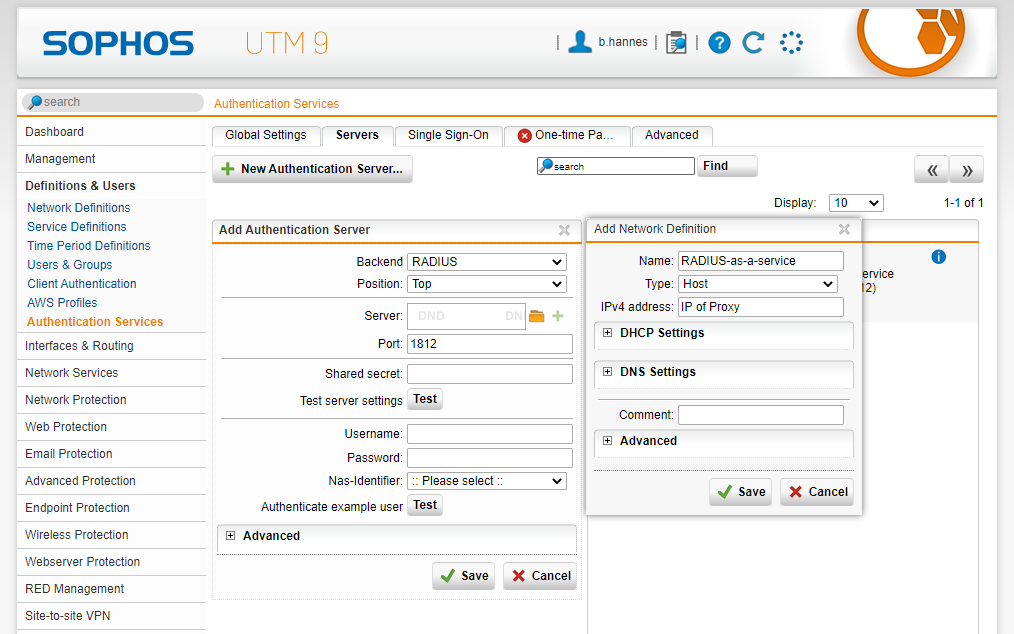 SOPHOS UTM 9
| b.hannes | |
search
Authentication Services
Dashboard
Management
Definitions & Users
Network Definitions
Service Definitions
Time Period Definitions
Users & Groups
Client Authentication
AWS Profiles
Authentication Services
Interfaces & Routing
Network Services
Network Protection
Web Protection
Email Protection
Advanced Protection
Endpoint Protection
Wireless Protection
Webserver Protection
RED Management
Site-to-site VPN
Global Settings Servers Single Sign-On One-time Pa... Advanced
New Authentication Server... search Find « »
Display: 10 1-1 of 1
Add Authentication Server
Backend RADIUS
Position: Top
Server: DND DN
Port: 1812
Shared secret:
Test server settings Test
Username:
Password:
Nas-Identifier: :: Please select ::
Authenticate example user Test
Advanced
Save Cancel
Add Network Definition
Name: RADIUS-as-a-service
Type: Host
IPv4 address: IP of Proxy
DHCP Settings
DNS Settings
Comment:
Advanced
Save Cancel
ervice
12)